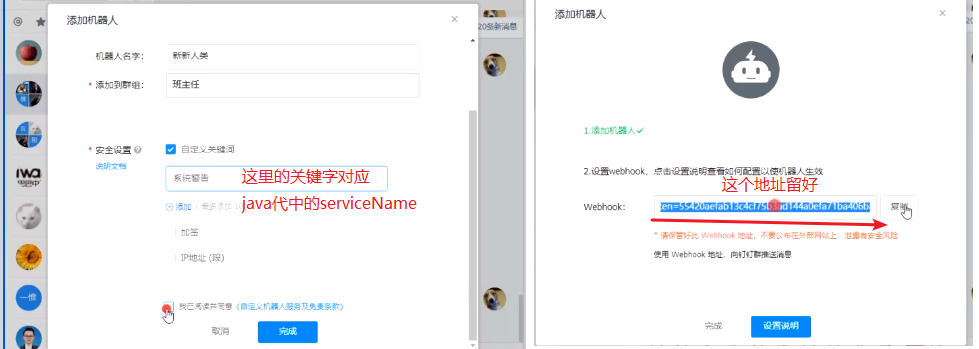 添加机器人
20条新消息
机器人名字: 新新人类
* 添加到群组: 班主任
* 安全设置
自定义关键词
说明文档
系统警告
这里的关键字对应
java代中的serviceName
添加
加签
IP地址 (段)
我已阅读并同意《自定义机器人服务及免责条款》
取消
完成
添加机器人
1.添加机器人✓
2.设置webhook，点击设置说明查看如何配置以使机器人生效
这个地址留好
Webhook:
* 请保管好此 Webhook 地址，不要公布在外部网站上，泄露有安全风险
使用 Webhook 地址，向钉钉群推送消息
完成
设置说明